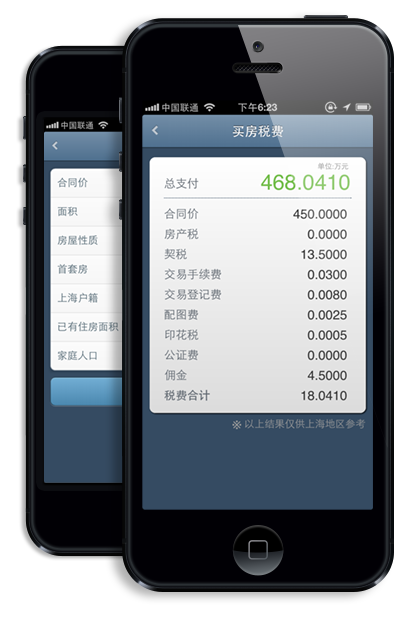 中国联通
合同价
面积
房屋性质
首套房
上海户籍
已有住房面积
家庭人口
中国联通 下午6:23
买房税费
单位:万元
总支付 468.0410
合同价 450.0000
房产税 0.0000
契税 13.5000
交易手续费 0.0300
交易登记费 0.0080
配图费 0.0025
印花税 0.0005
公证费 0.0000
佣金 4.5000
税费合计 18.0410
※ 以上结果仅供上海地区参考